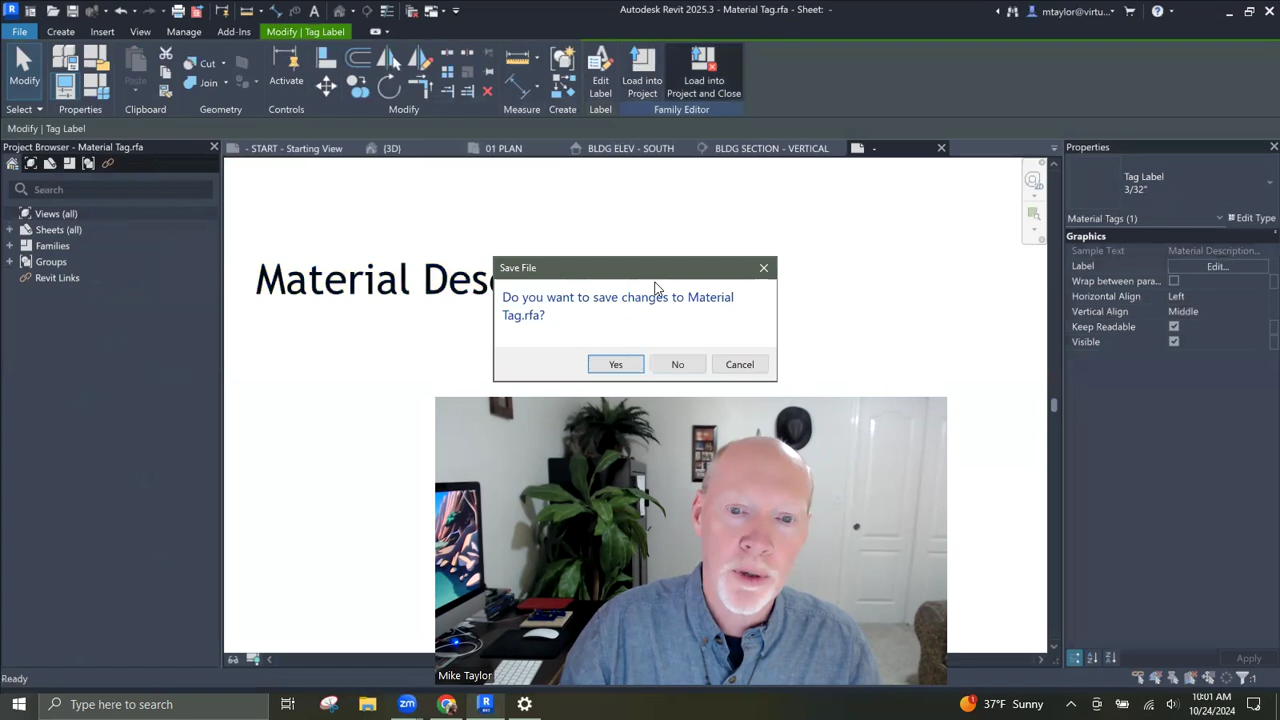 Autodesk Revit 2025.3 - Material Tag.rfa - Sheet: -
mtaylor@virtu...
File
Create
Insert
View
Manage
Add-Ins
Modify | Tag Label
Modify
Paste
Cut
Join
Activate
Edit
Label
Load into
Project
Load into
Project and Close
Select
Properties
Clipboard
Geometry
Controls
Modify
Measure
Create
Label
Family Editor
Modify | Tag Label
Project Browser - Material Tag.rfa
- START - Starting View
{3D}
01 PLAN
BLDG ELEV - SOUTH
BLDG SECTION - VERTICAL
-
Properties
Search
Views (all)
Sheets (all)
Families
Groups
Revit Links
Material Des
Save File
Do you want to save changes to Material
Tag.rfa?
Yes
No
Cancel
Tag Label
3/32"
Material Tags (1)
Edit Type
Graphics
Sample Text
Material Description...
Label
Edit...
Wrap between para...
Horizontal Align
Left
Vertical Align
Middle
Keep Readable
Visible
Apply
Mike Taylor
Ready
:1
Type here to search
zm
R
37°F Sunny
10:01 AM
10/24/2024